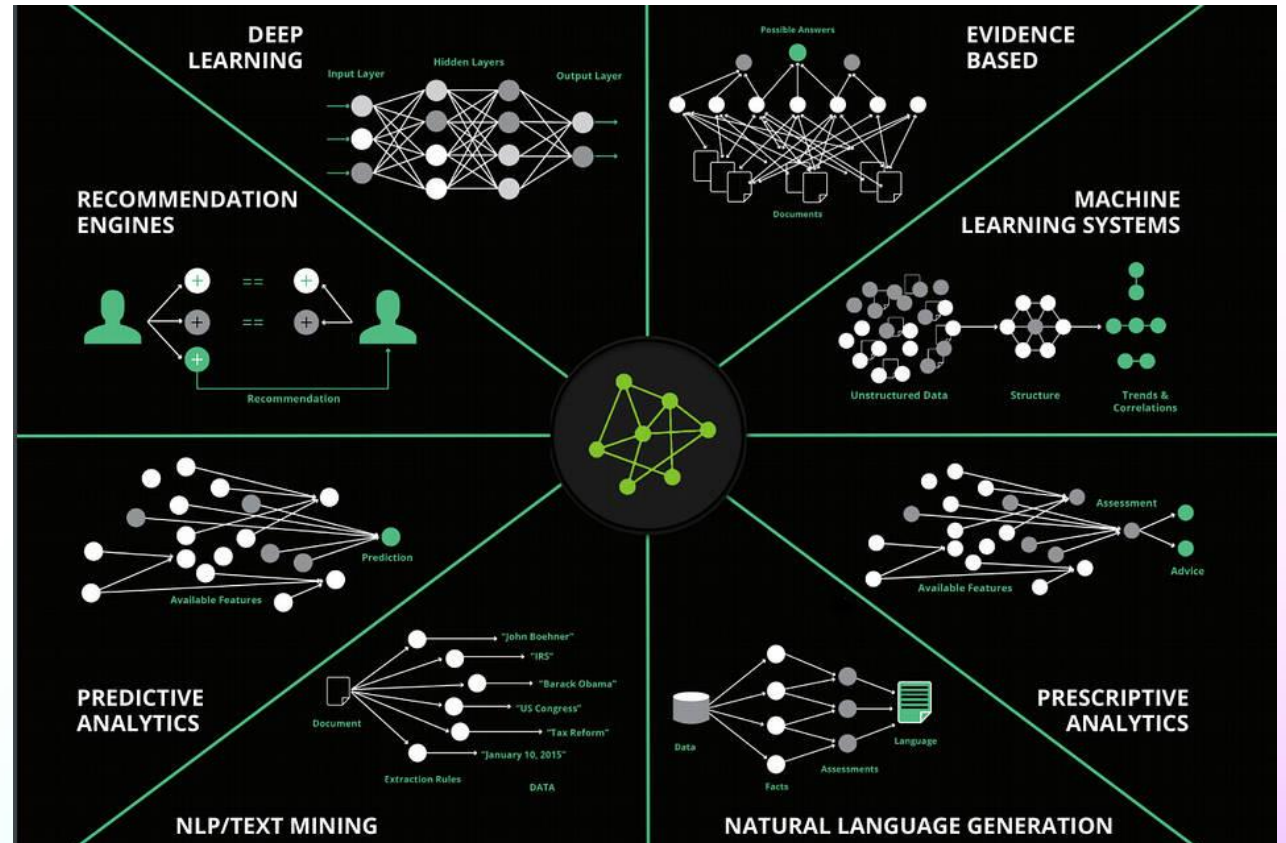 DEEP
LEARNING
Input Layer
Hidden Layers
Output Layer
Possible Answers
Documents
EVIDENCE
BASED
RECOMMENDATION
ENGINES
==
==
Recommendation
MACHINE
LEARNING SYSTEMS
Unstructured Data
Structure
Trends &
Correlations
Available Features
Prediction
PREDICTIVE
ANALYTICS
Document
Extraction Rules
"John Boehner"
"IRS"
"Barack Obama"
"US Congress"
"Tax Reform"
"January 10, 2015"
DATA
NLP/TEXT MINING
Data
Facts
Assessments
Language
NATURAL LANGUAGE GENERATION
Available Features
Assessment
Advice
PRESCRIPTIVE
ANALYTICS